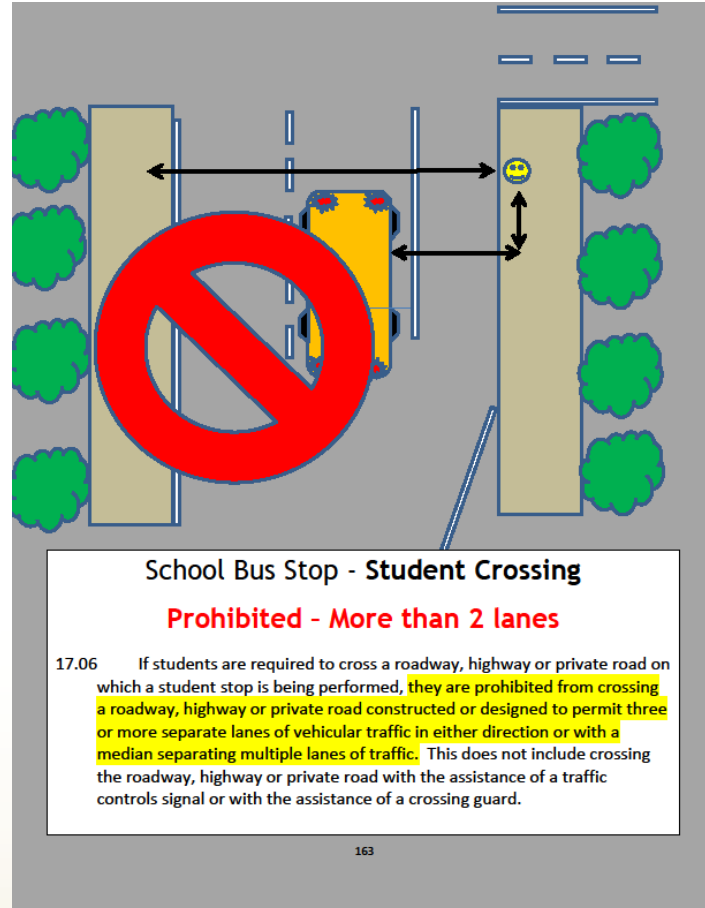 School Bus Stop - Student Crossing
Prohibited – More than 2 lanes
17.06 If students are required to cross a roadway, highway or private road on
which a student stop is being performed, they are prohibited from crossing
a roadway, highway or private road constructed or designed to permit three
or more separate lanes of vehicular traffic in either direction or with a
median separating multiple lanes of traffic. This does not include crossing
the roadway, highway or private road with the assistance of a traffic
controls signal or with the assistance of a crossing guard.
163